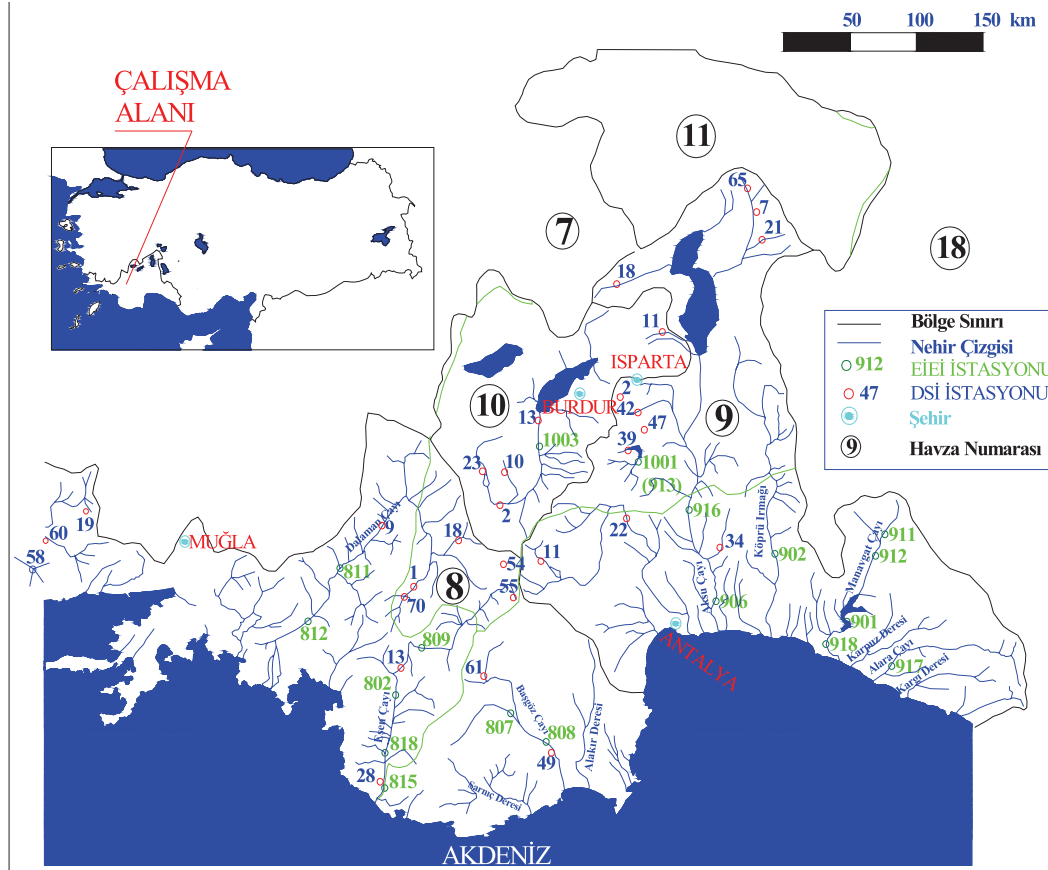 50 100 150 km
ÇALIŞMA
ALANI
11
65
7
7
21
18
18
11
ISPARTA
2
BURDUR
42
13
10
47
9
39
1003
1001
(913)
23
10
2
916
22
Bölge Sınırı
Nehir Çizgisi
912 EİEİ İSTASYONU
47 DSİ İSTASYONU
Şehir
9 Havza Numarası
19
60
58
MUĞLA
Dalaman Çayı
9
18
811
1
8
70
54
55
11
812
809
34
Aksu Çayı
906
Köprü Irmağı
902
Manavgat Çayı
911
912
901
918
Karpuz Deresi
Alara Çayı
917
Kargı Deresi
ANTALYA
13
61
802
Eşen Çayı
807
Başgöz Çayı
808
49
Alakır Deresi
818
28
815
Sarnıç Deresi
AKDENİZ